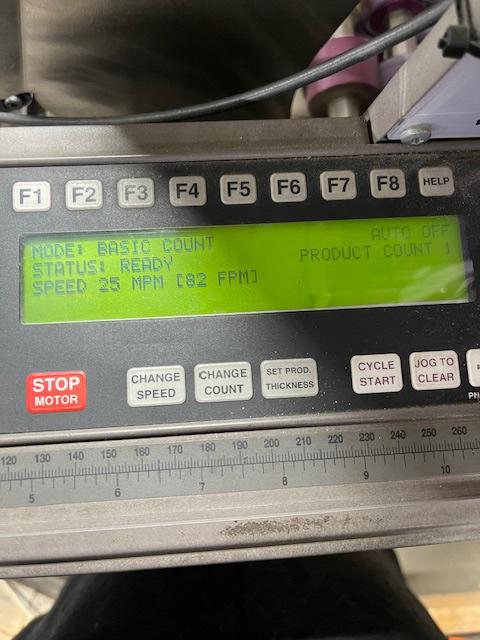 F1 F2 F3 F4 F5 F6 F7 F8 HELP
MODE: BASIC COUNT AUTO OFF
STATUS: READY PRODUCT COUNT 1
SPEED 25 MPM [82 FPM]
STOP
MOTOR
CHANGE
SPEED
CHANGE
COUNT
SET PROD.
THICKNESS
CYCLE
START
JOG TO
CLEAR
120 130 140 150 160 170 180 190 200 210 220 230 240 250 260
5 6 7 8 9 10